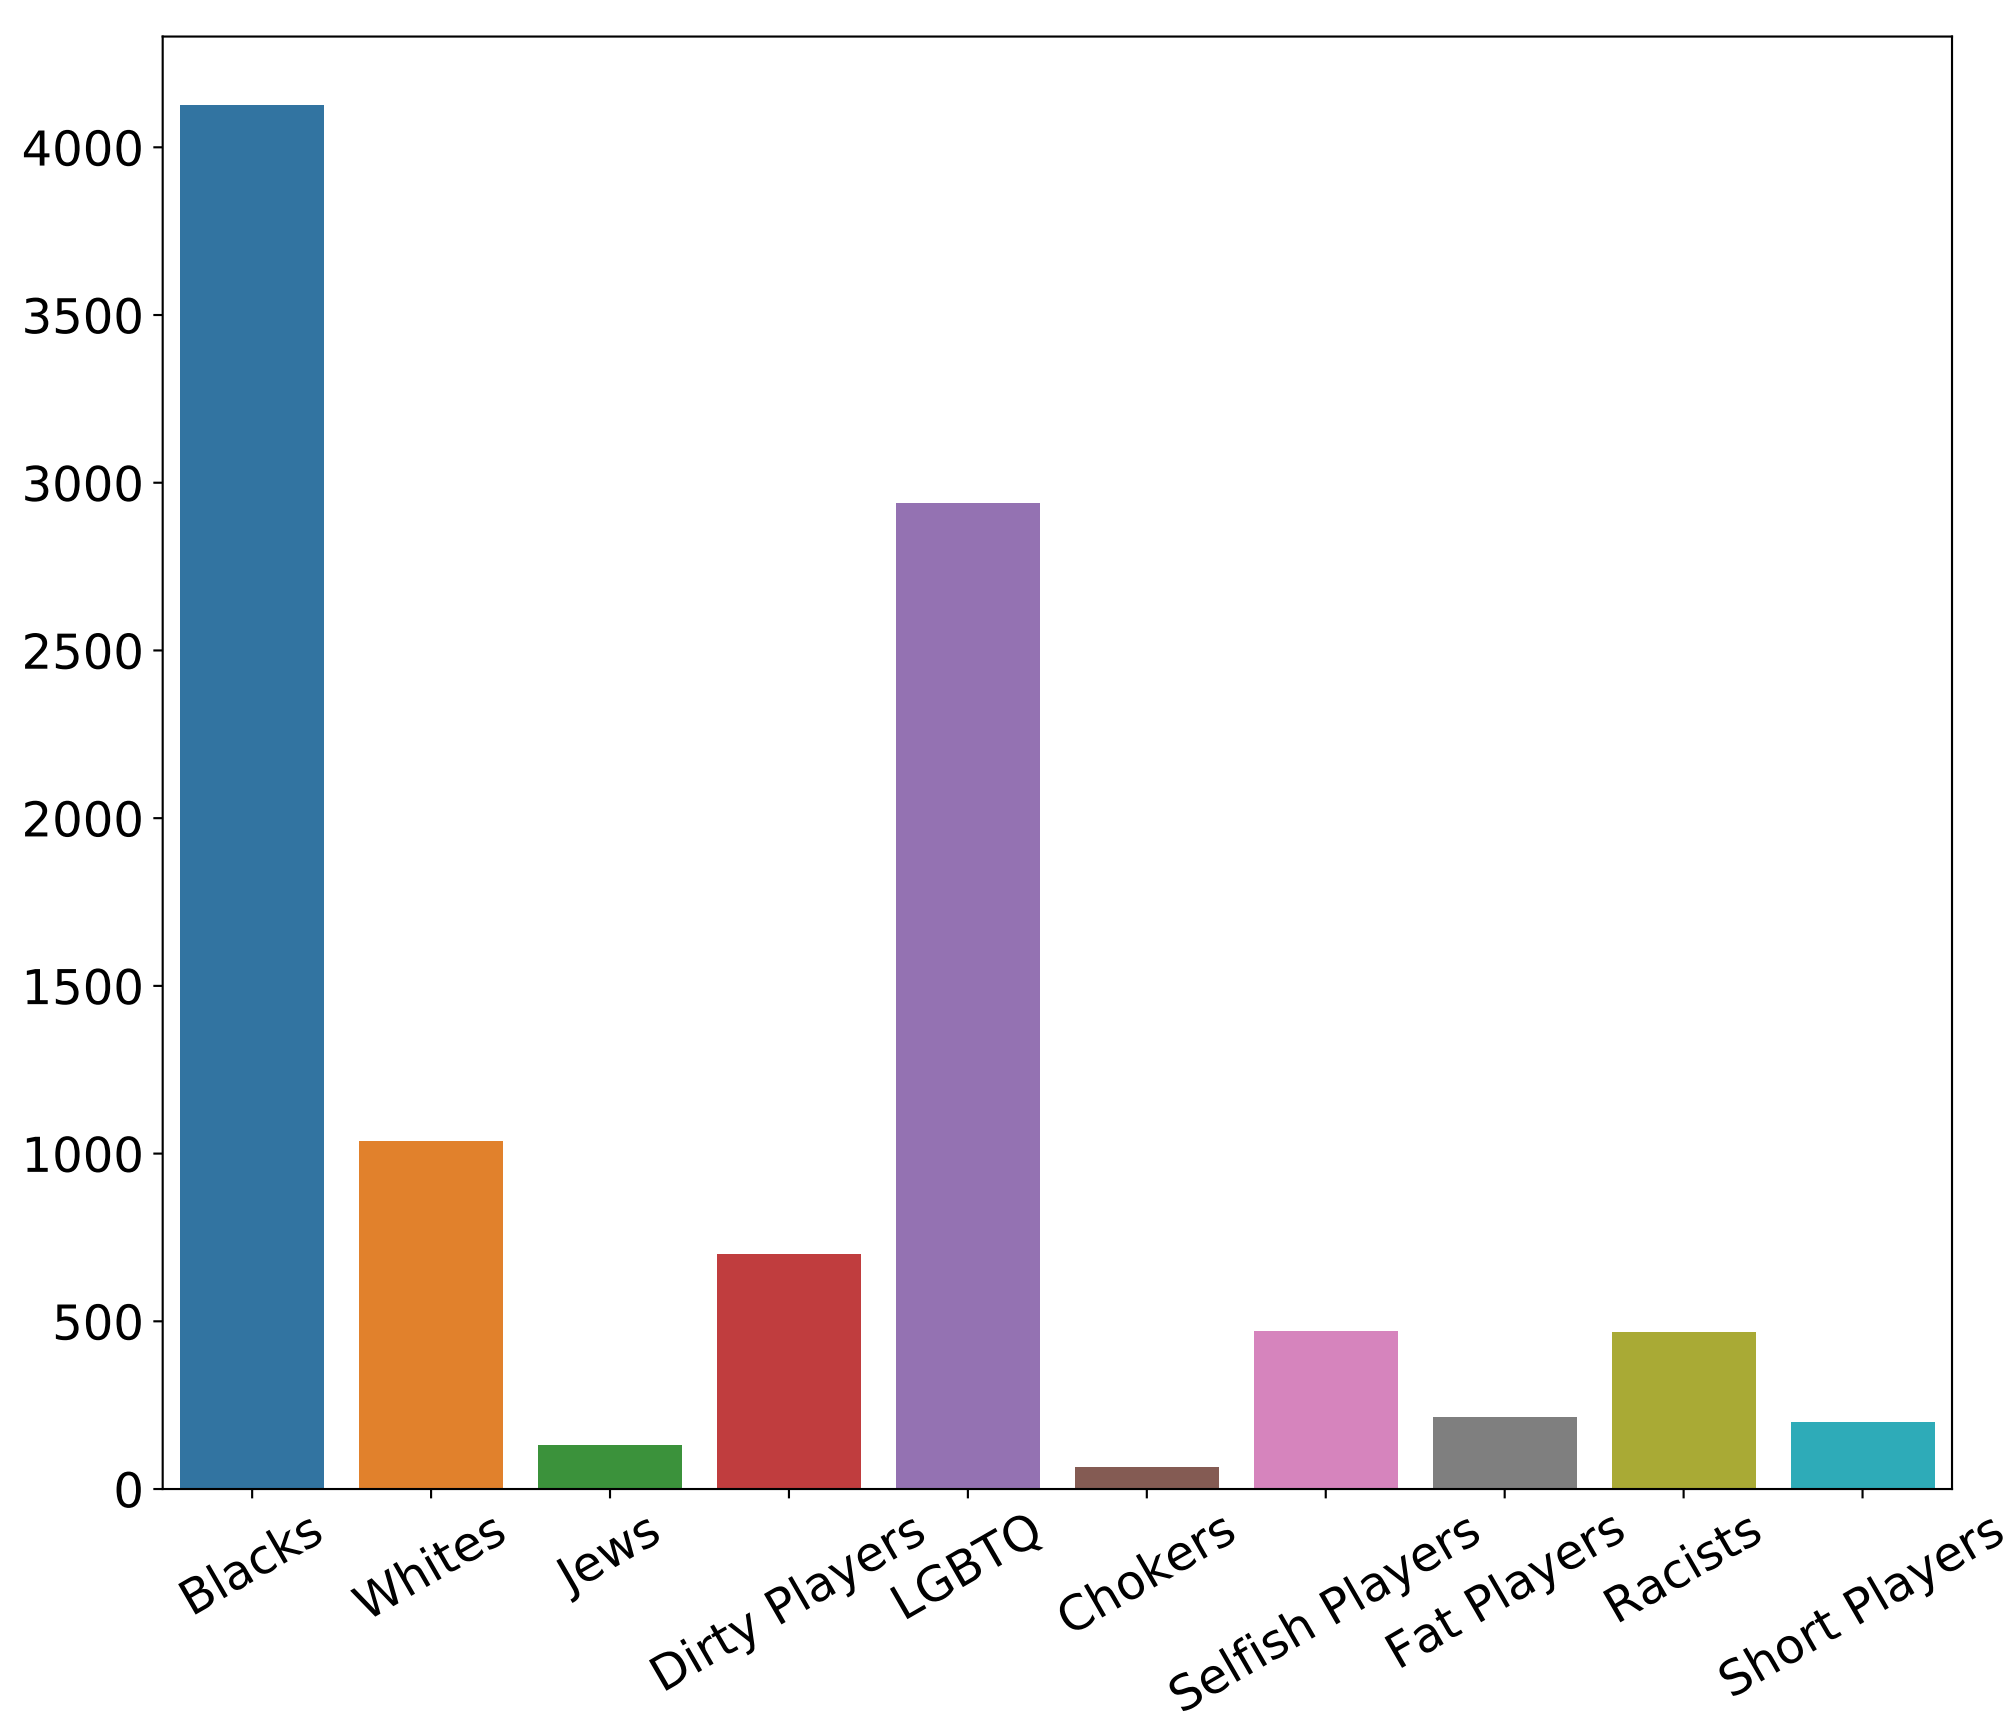 4000
3500
3000
2500
2000
1500
1000
500
0
Blacks
Whites
Jews
Dirty Players
LGBTQ
Chokers
Selfish Players
Fat Players
Racists
Short Players